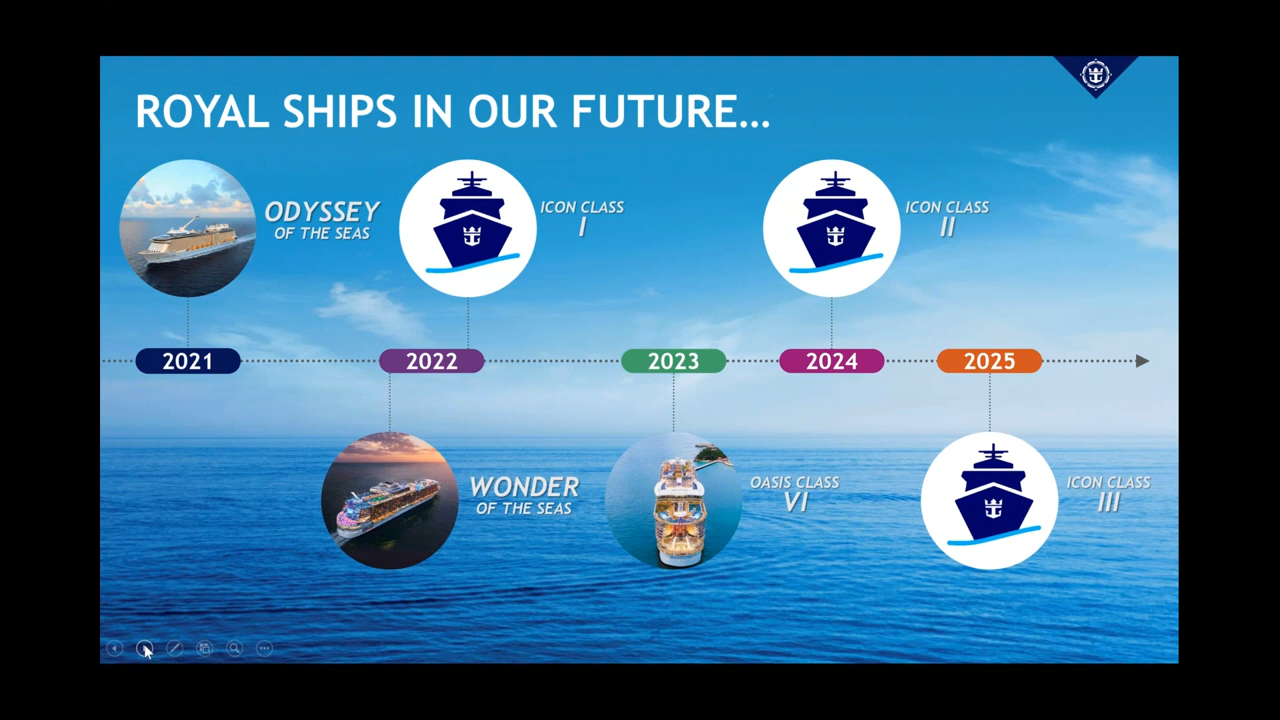 ROYAL SHIPS IN OUR FUTURE...
ODYSSEY
OF THE SEAS
ICON CLASS
I
ICON CLASS
II
2021
2022
2023
2024
2025
WONDER
OF THE SEAS
OASIS CLASS
VI
ICON CLASS
III